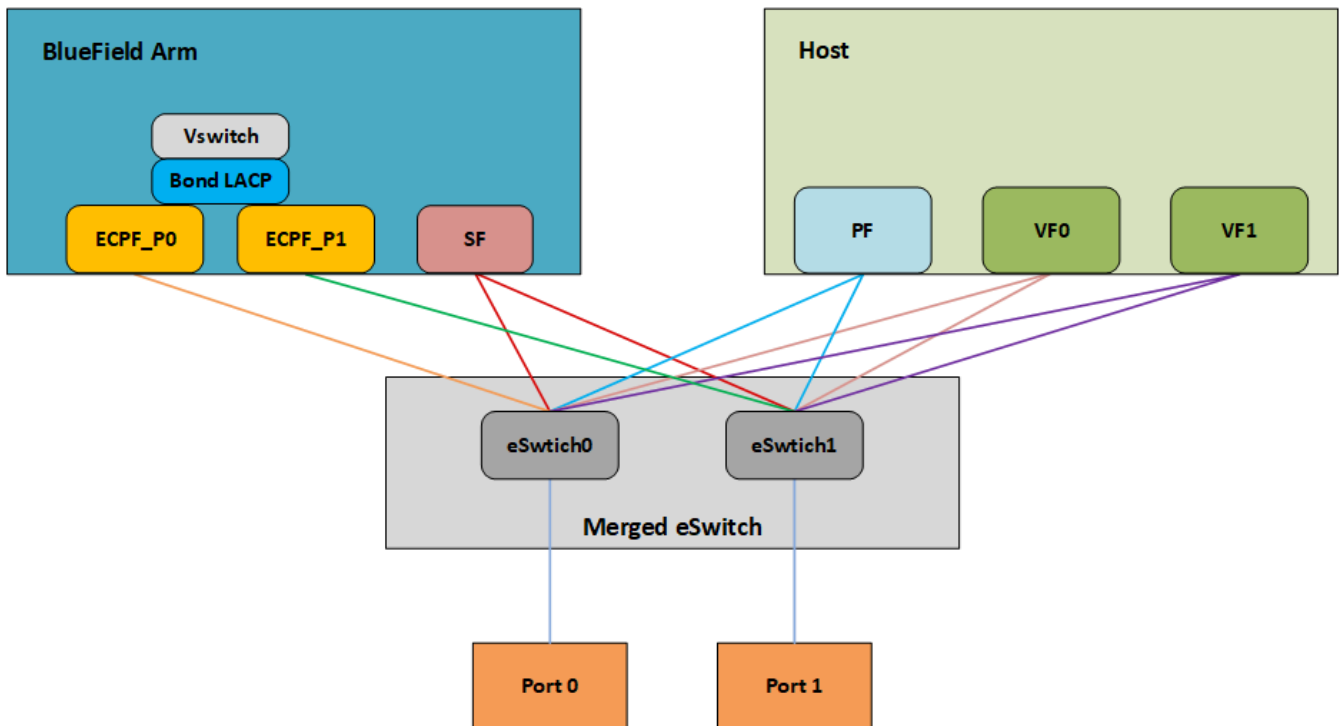 BlueField Arm
Host
Vswitch
Bond LACP
ECPF_P0
ECPF_P1
SF
PF
VF0
VF1
eSwtich0
eSwtich1
Merged eSwitch
Port 0
Port 1